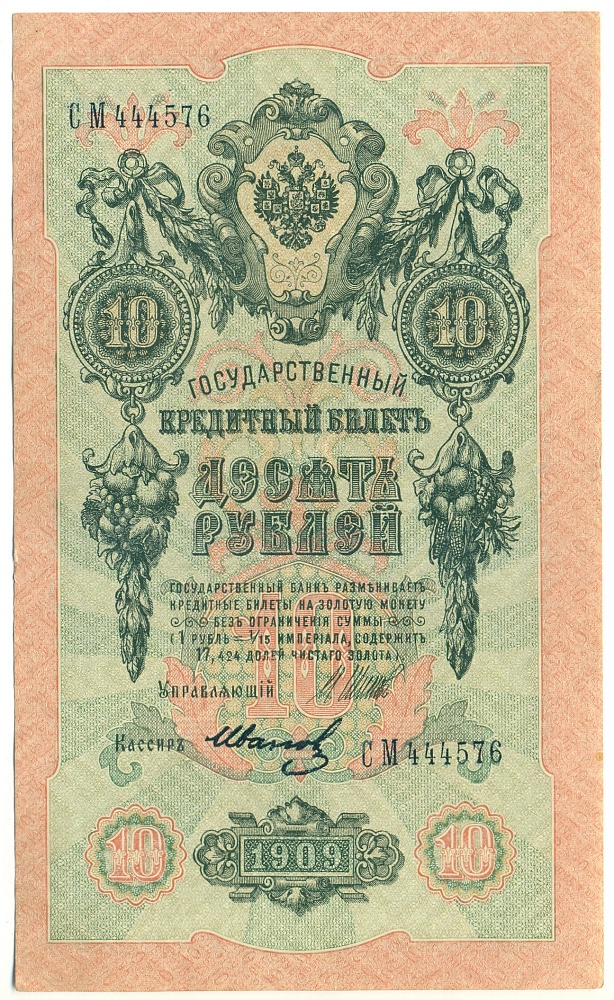 СМ 444576
10 10
ГОСУДАРСТВЕННЫЙ
КРЕДИТНЫЙ БИЛЕТЪ
ДЕСЯТЬ
РУБЛЕЙ
ГОСУДАРСТВЕННЫЙ БАНКЪ РАЗМѢНИВАЕТЪ
КРЕДИТНЫЕ БИЛЕТЫ НА ЗОЛОТУЮ МОНЕТУ
БЕЗЪ ОГРАНИЧЕНІЯ СУММЫ
(1 РУБЛЬ = 1/15 ИМПЕРІАЛА, СОДЕРЖИТЪ
17,424 ДОЛЕЙ ЧИСТАГО ЗОЛОТА).
10
УПРАВЛЯЮЩІЙ
КАССИРЪ Иванов СМ 444576
10 1909 10